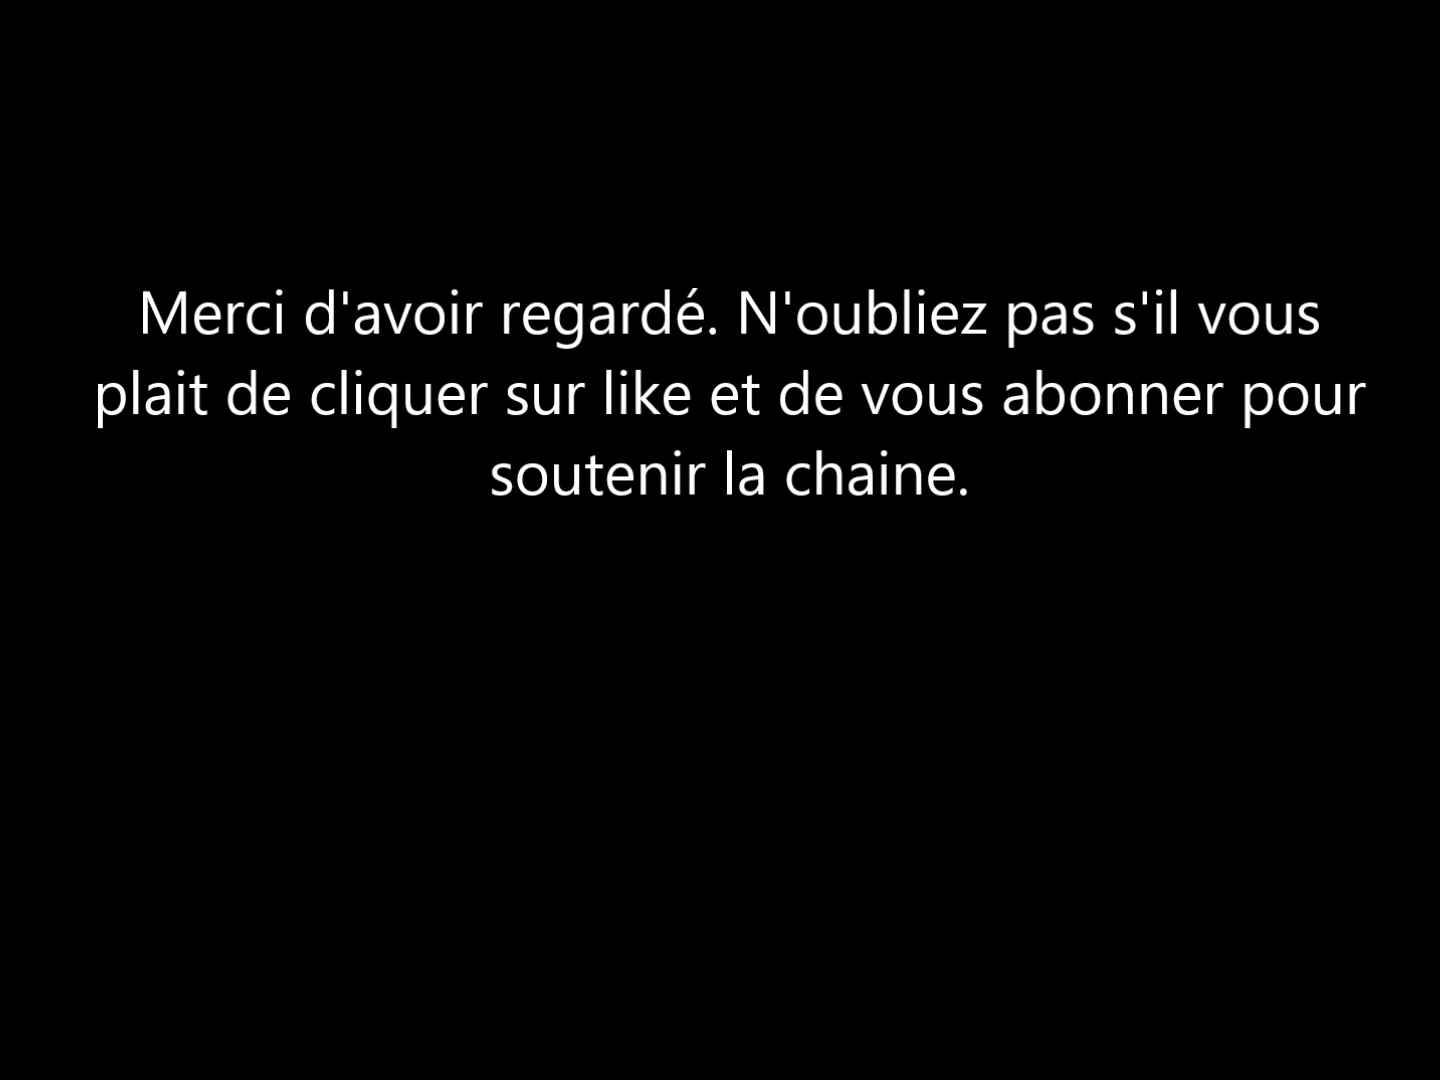 Merci d'avoir regardé. N'oubliez pas s'il vous
plait de cliquer sur like et de vous abonner pour
soutenir la chaine.